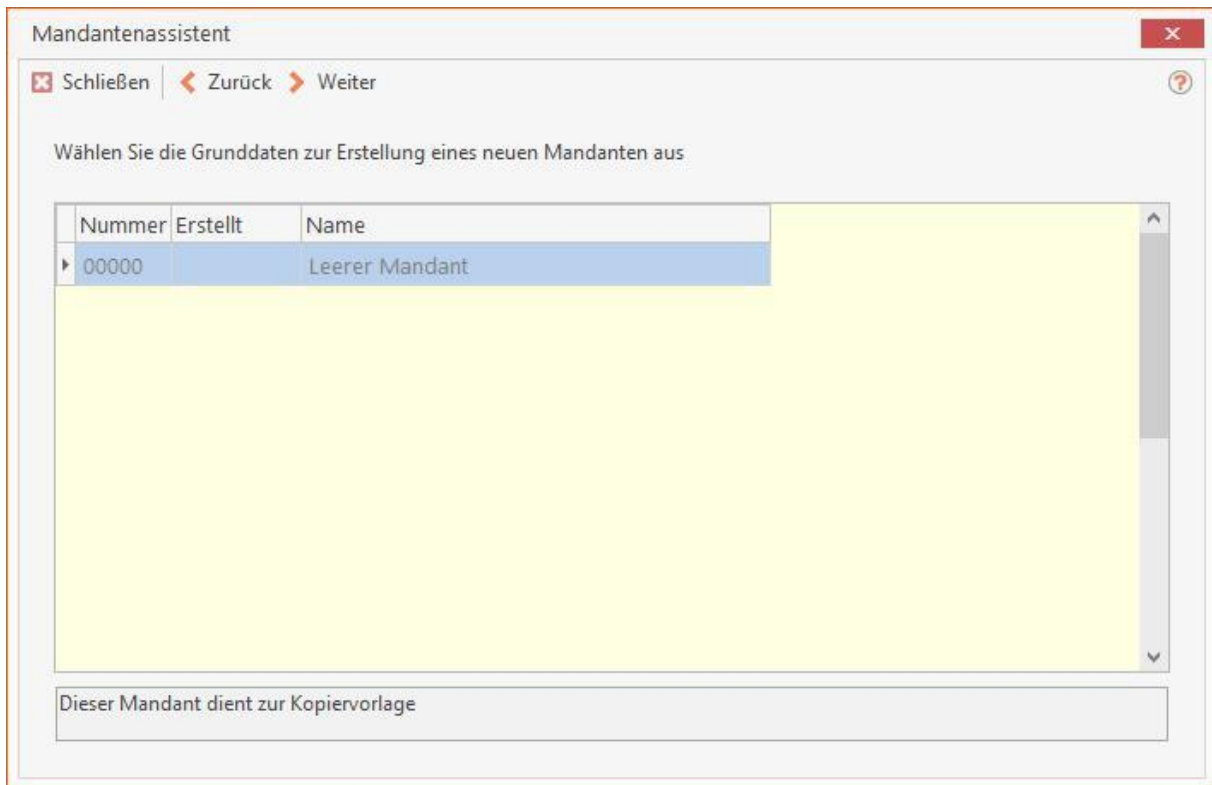 Mandantenassistent
Schließen Zurück Weiter
Wählen Sie die Grunddaten zur Erstellung eines neuen Mandanten aus
Nummer Erstellt Name
00000 Leerer Mandant
Dieser Mandant dient zur Kopiervorlage